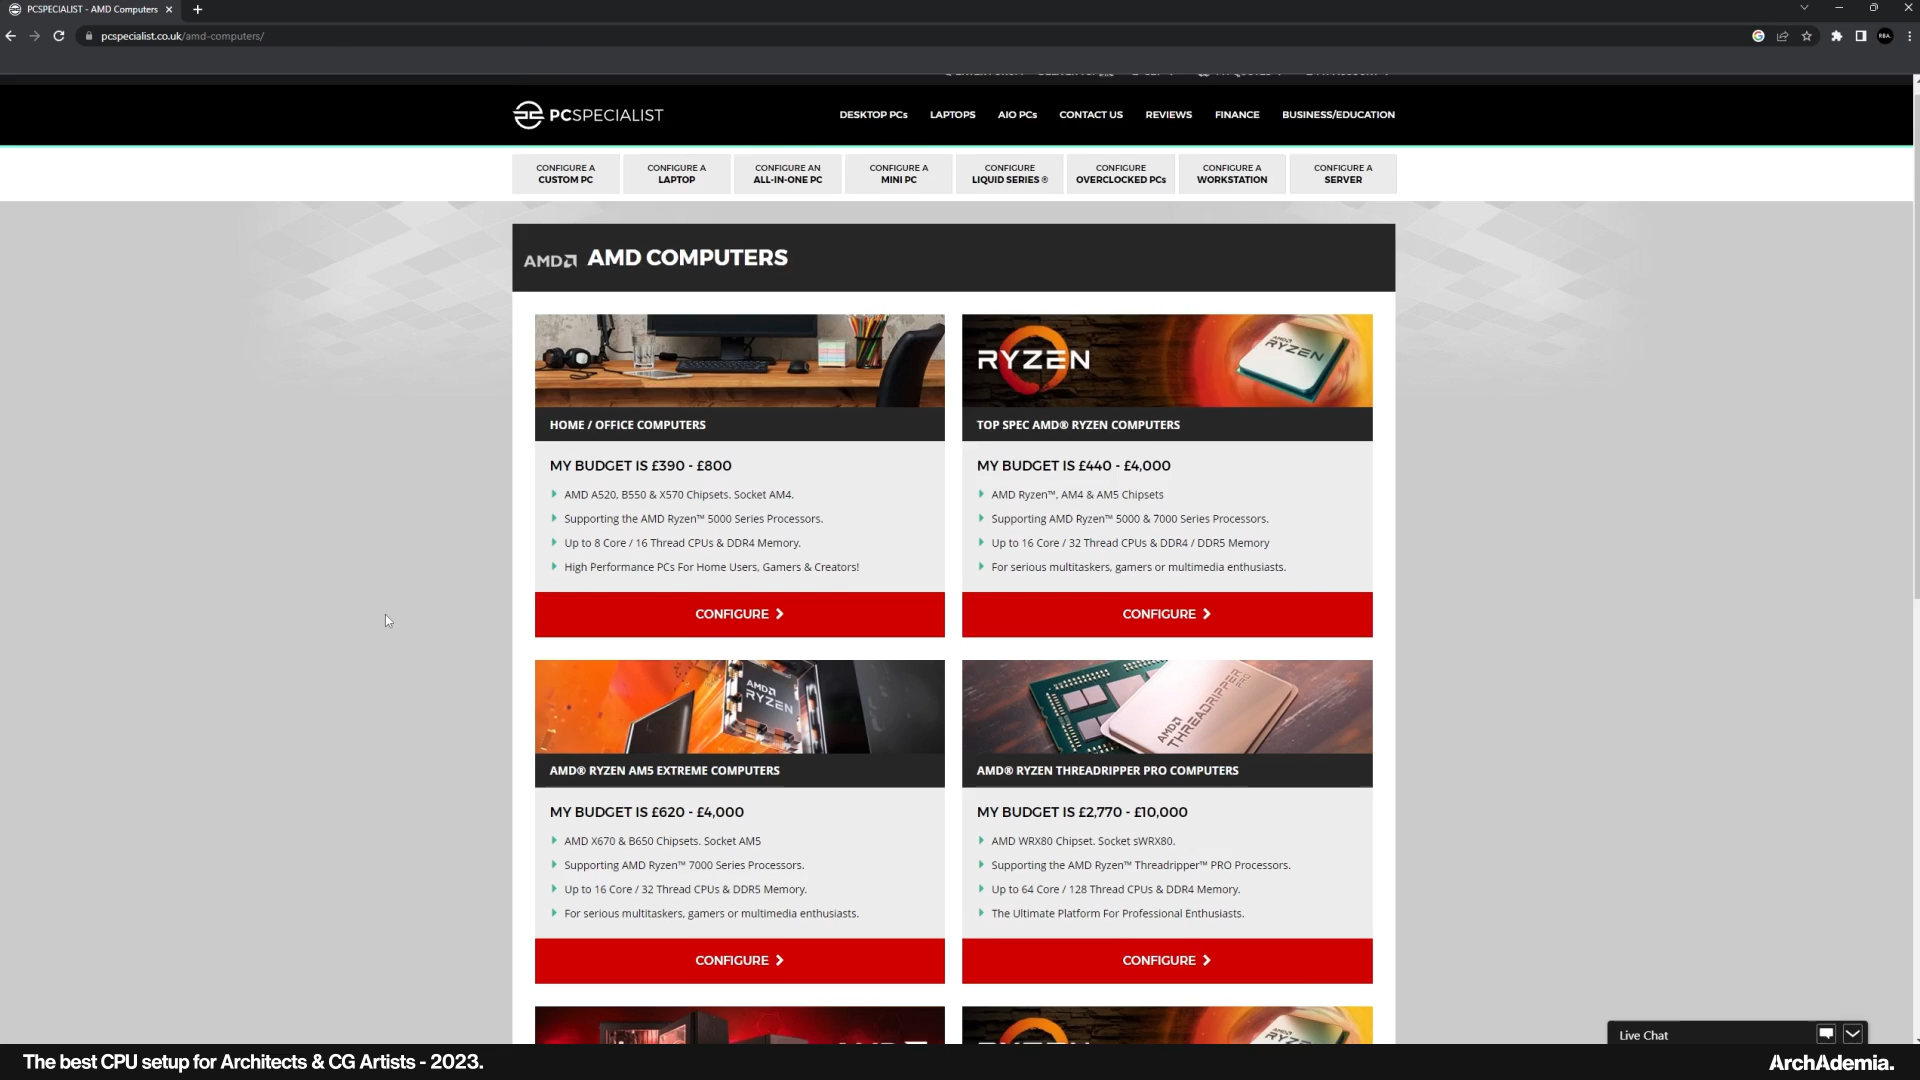 PCSPECIALIST - AMD Computers
pcspecialist.co.uk/amd-computers/
RBA.
PCSPECIALIST
DESKTOP PCs
LAPTOPS
AIO PCs
CONTACT US
REVIEWS
FINANCE
BUSINESS/EDUCATION
CONFIGURE A
CUSTOM PC
CONFIGURE A
LAPTOP
CONFIGURE AN
ALL-IN-ONE PC
CONFIGURE A
MINI PC
CONFIGURE
LIQUID SERIES ®
CONFIGURE
OVERCLOCKED PCs
CONFIGURE A
WORKSTATION
CONFIGURE A
SERVER
AMD AMD COMPUTERS
HOME / OFFICE COMPUTERS
MY BUDGET IS £390 - £800
AMD A520, B550 & X570 Chipsets. Socket AM4.
Supporting the AMD Ryzen™ 5000 Series Processors.
Up to 8 Core / 16 Thread CPUs & DDR4 Memory.
High Performance PCs For Home Users, Gamers & Creators!
CONFIGURE
RYZEN
AMD
RYZEN
TOP SPEC AMD® RYZEN COMPUTERS
MY BUDGET IS £440 - £4,000
AMD Ryzen™. AM4 & AM5 Chipsets
Supporting AMD Ryzen™ 5000 & 7000 Series Processors.
Up to 16 Core / 32 Thread CPUs & DDR4 / DDR5 Memory
For serious multitaskers, gamers or multimedia enthusiasts.
CONFIGURE
AMD
RYZEN
AMD® RYZEN AM5 EXTREME COMPUTERS
MY BUDGET IS £620 - £4,000
AMD X670 & B650 Chipsets. Socket AM5
Supporting AMD Ryzen™ 7000 Series Processors.
Up to 16 Core / 32 Thread CPUs & DDR5 Memory.
For serious multitaskers, gamers or multimedia enthusiasts.
CONFIGURE
AMD
THREADRIPPER PRO
AMD® RYZEN THREADRIPPER PRO COMPUTERS
MY BUDGET IS £2,770 - £10,000
AMD WRX80 Chipset. Socket sWRX80.
Supporting the AMD Ryzen™ Threadripper™ PRO Processors.
Up to 64 Core / 128 Thread CPUs & DDR4 Memory.
The Ultimate Platform For Professional Enthusiasts.
CONFIGURE
Live Chat
The best CPU setup for Architects & CG Artists - 2023.
ArchAdemia.